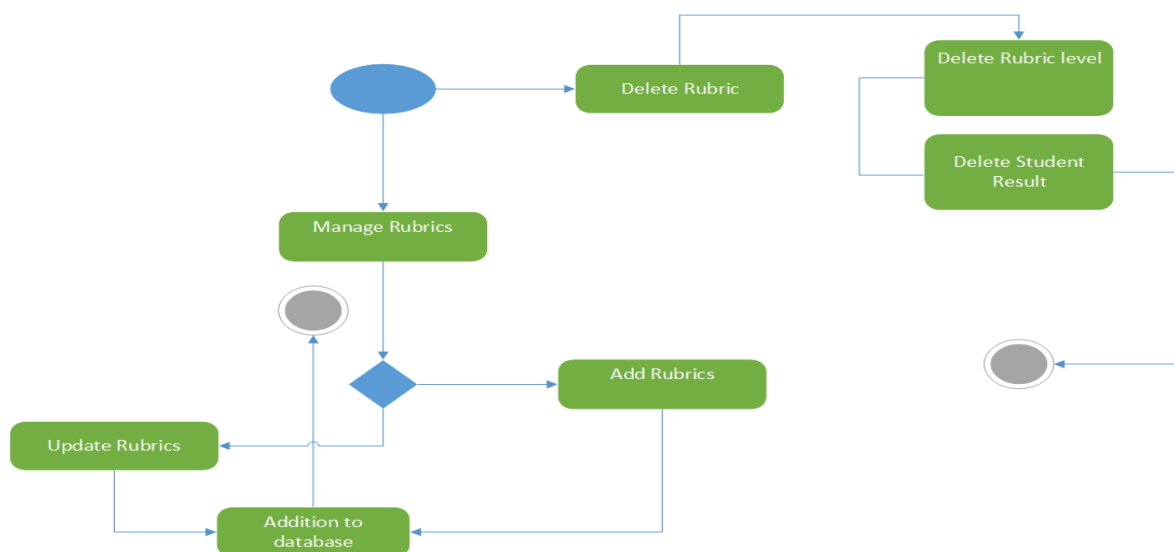 Delete Rubric level
Delete Rubric
Delete Student
Result
Manage Rubrics
Add Rubrics
Update Rubrics
Addition to
database